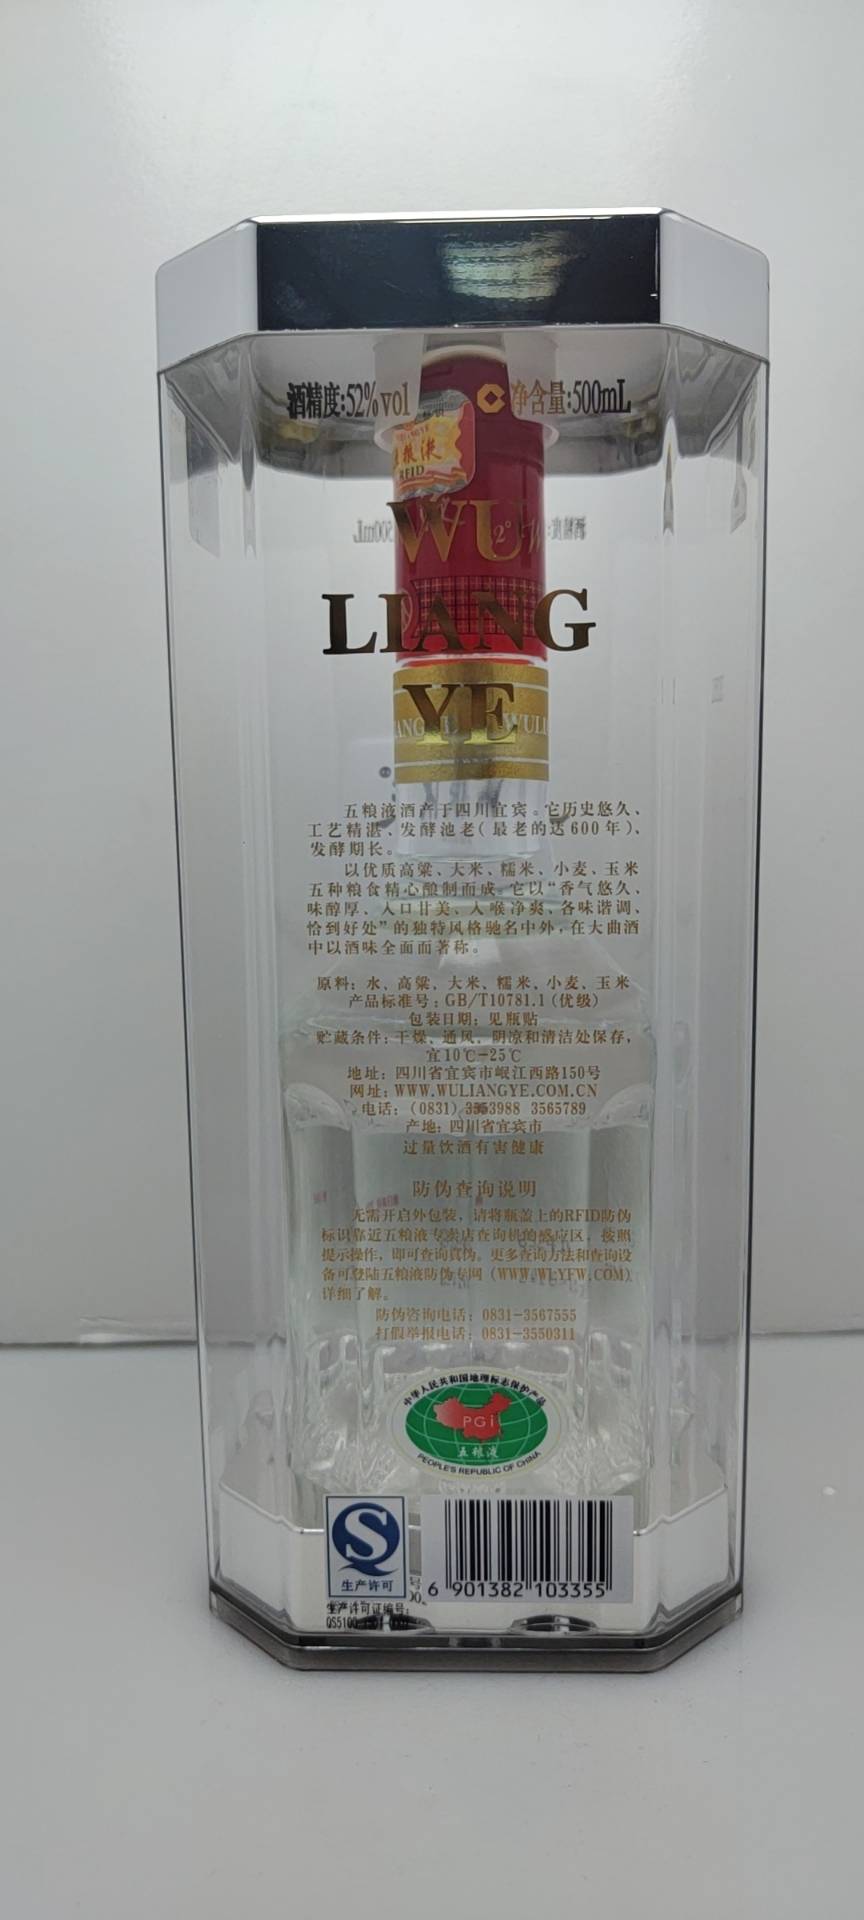 酒精度:52%vol
净含量:500mL
粮液
RFID
WU
LIANG
YE
五粮液酒产于四川宜宾。它历史悠久、
工艺精湛、发酵池老(最老的达600年)、
发酵期长。
以优质高粱、大米、糯米、小麦、玉米
五种粮食精心酿制而成。它以“香气悠久、
味醇厚、入口甘美、入喉净爽、各味谐调、
恰到好处”的独特风格驰名中外,在大曲酒
中以酒味全面而著称。
原料: 水、高粱、大米、糯米、小麦、玉米
产品标准号: GB/T10781.1(优级)
包装日期: 见瓶贴
贮藏条件: 干燥、通风、阴凉和清洁处保存,
宜10℃-25℃
地址: 四川省宜宾市岷江西路150号
网址: WWW.WULIANGYE.COM.CN
电话: (0831) 3553988 3565789
产地: 四川省宜宾市
过量饮酒有害健康
防伪查询说明
无需开启外包装, 请将瓶盖上的RFID防伪
标识靠近五粮液专卖店查询机的感应区, 按照
提示操作, 即可查询真伪。更多查询方法和查询设
备可登陆五粮液防伪专网 (WWW.WLYFW.COM)
详细了解。
防伪咨询电话: 0831-3567555
打假举报电话: 0831-3550311
中华人民共和国地理标志保护产品
PGi
五粮液
PEOPLE'S REPUBLIC OF CHINA
生产许可
6 901382 103355
生产许可证编号: